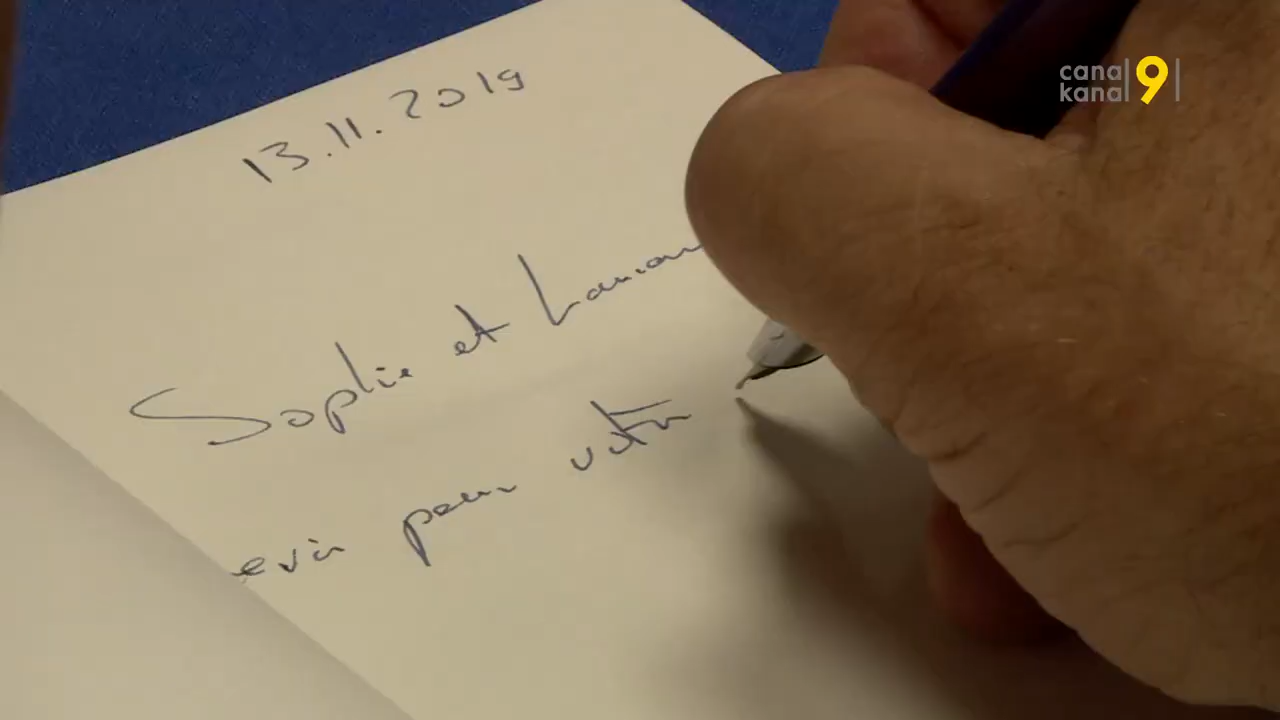 13.11.2019
Sophie et
pour votre
canal 9
kanal